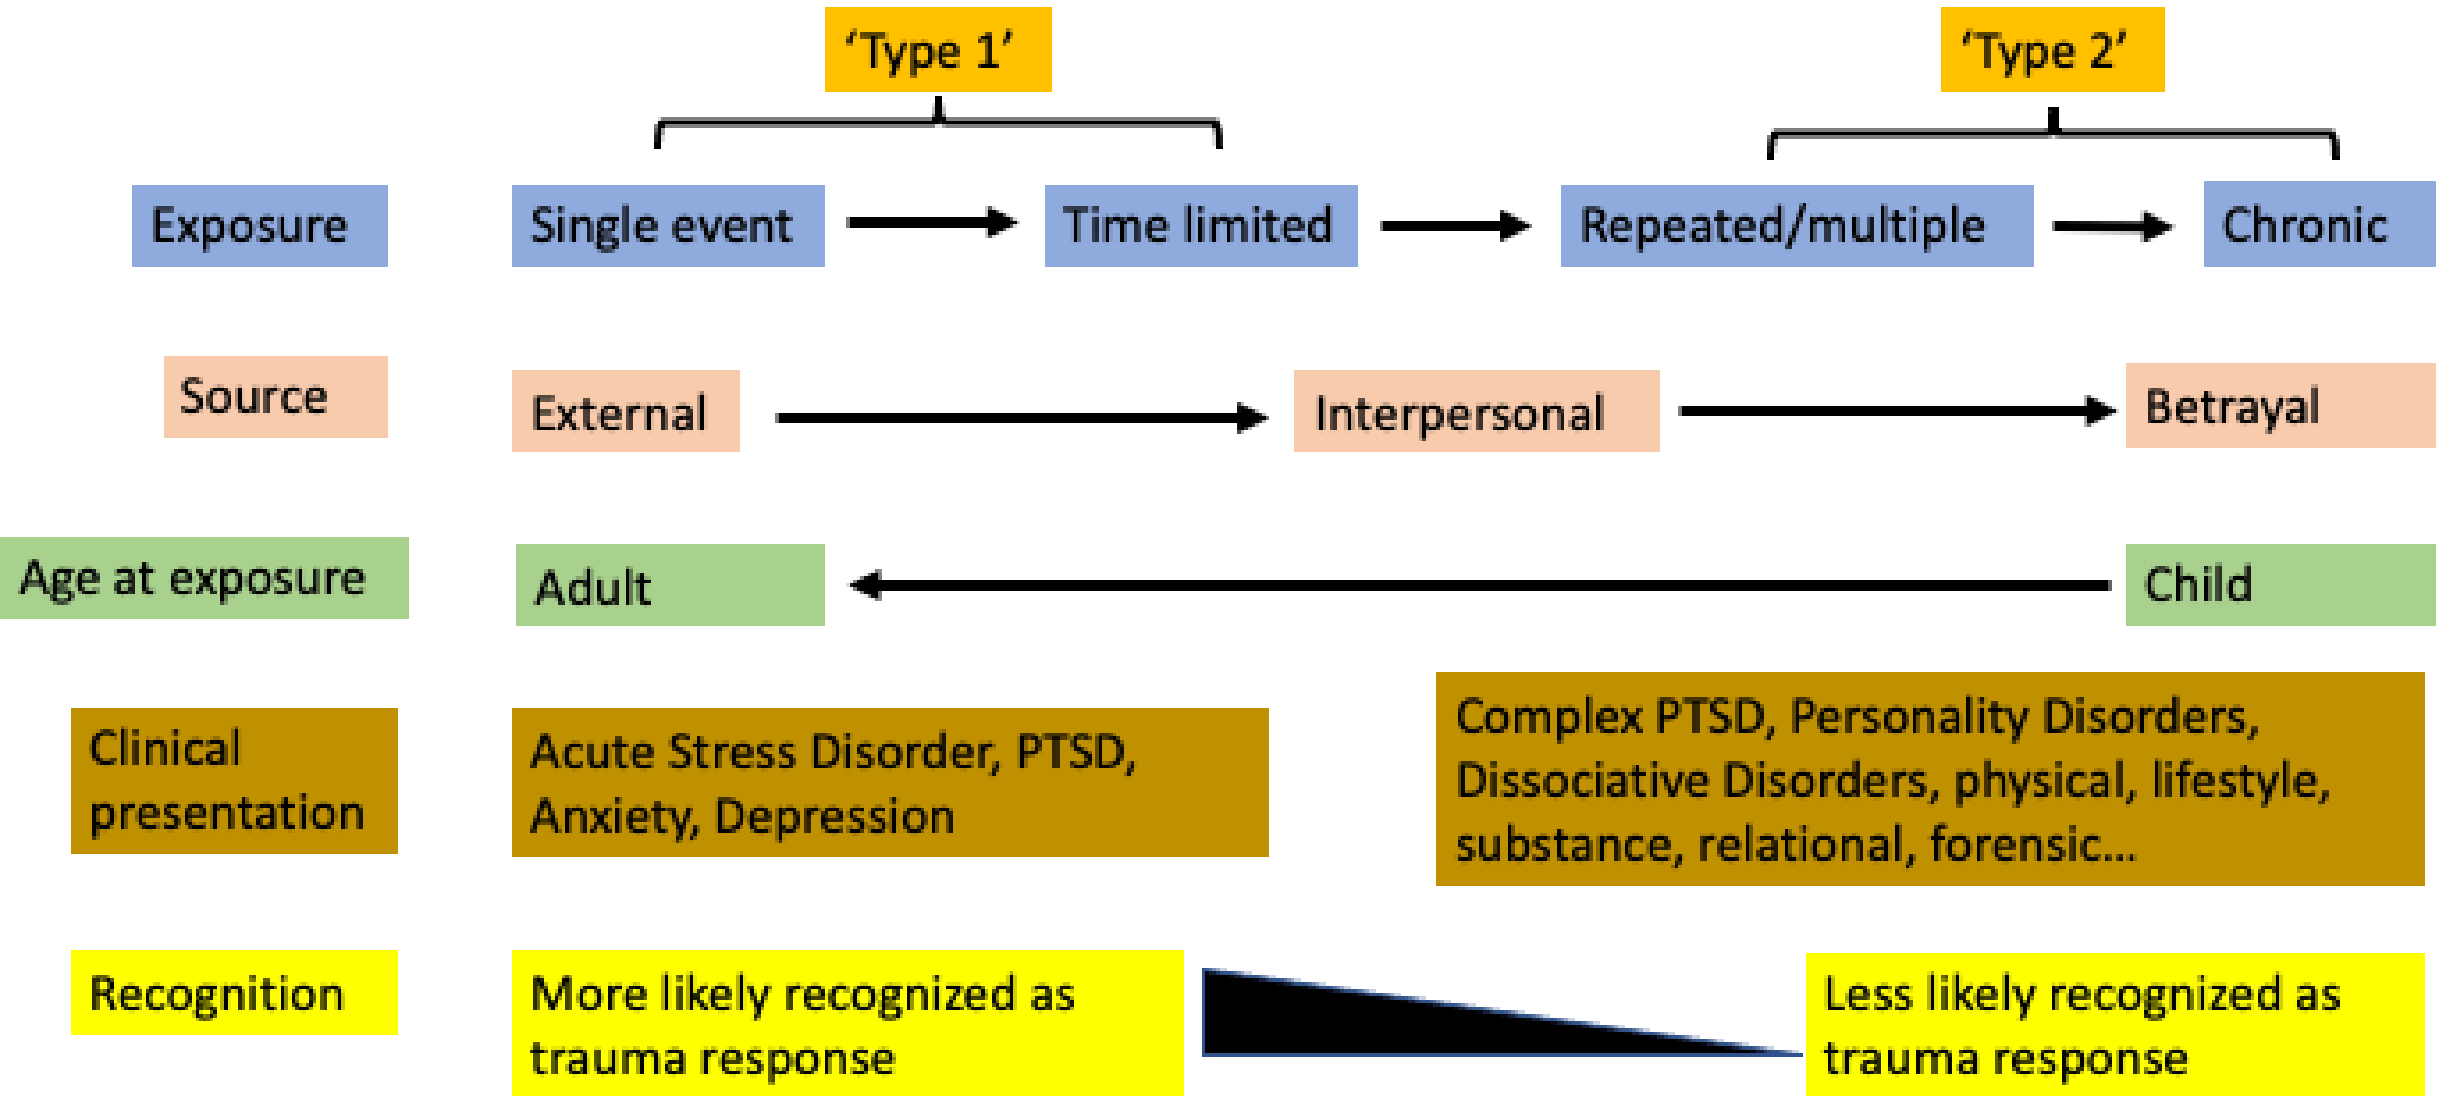 ‘Type 1’
‘Type 2’
Exposure
Single event
Time limited
Repeated/multiple
Chronic
Source
External
Interpersonal
Betrayal
Age at exposure
Adult
Child
Clinical
presentation
Acute Stress Disorder, PTSD,
Anxiety, Depression
Complex PTSD, Personality Disorders,
Dissociative Disorders, physical, lifestyle,
substance, relational, forensic...
Recognition
More likely recognized as
trauma response
Less likely recognized as
trauma response